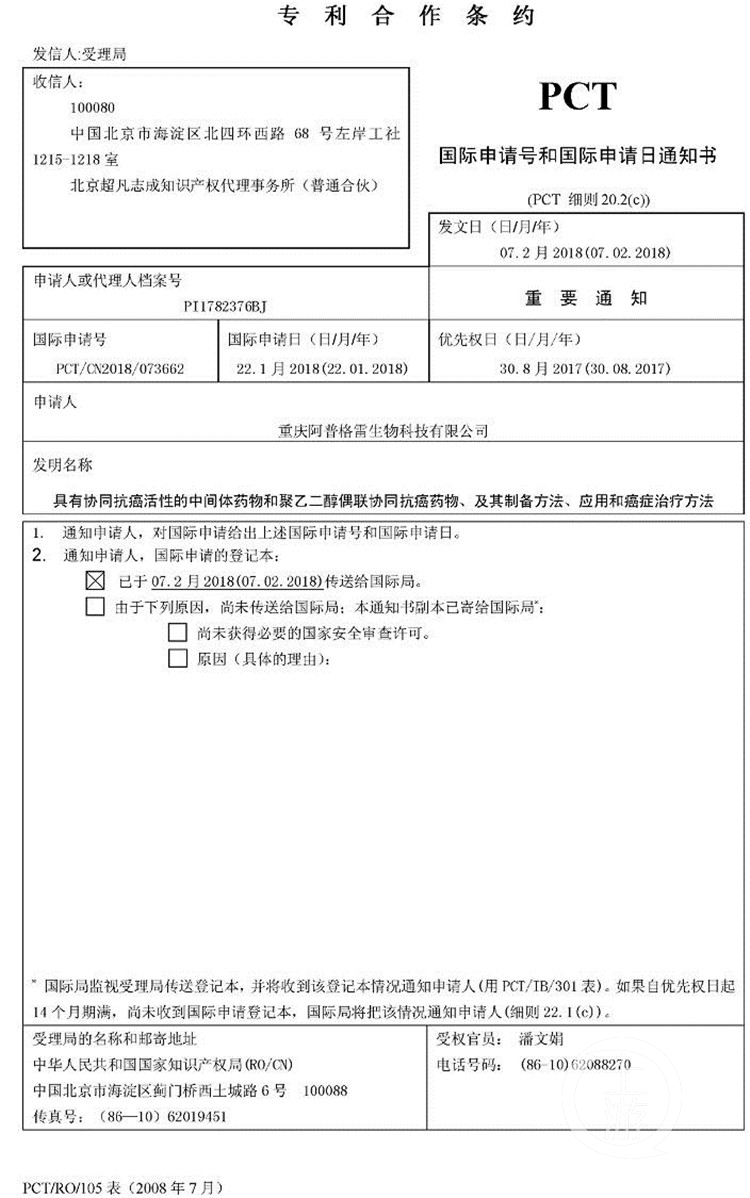 专利合作条约
发信人:受理局
收信人:
100080
中国北京市海淀区北四环西路 68 号左岸工社
1215-1218 室
北京超凡志成知识产权代理事务所（普通合伙）
PCT
国际申请号和国际申请日通知书
(PCT 细则 20.2(c))
发文日（日/月/年）
07.2 月 2018(07.02.2018)
申请人或代理人档案号
PI1782376BJ
重要通知
国际申请号
PCT/CN2018/073662
国际申请日（日/月/年）
22.1 月 2018(22.01.2018)
优先权日（日/月/年）
30.8 月 2017(30.08.2017)
申请人
重庆阿普格雷生物科技有限公司
发明名称
具有协同抗癌活性的中间体药物和聚乙二醇偶联协同抗癌药物、及其制备方法、应用和癌症治疗方法
1. 通知申请人，对国际申请给出上述国际申请号和国际申请日。
2. 通知申请人，国际申请的登记本:
已于 07.2 月 2018(07.02.2018)传送给国际局。
由于下列原因，尚未传送给国际局；本通知书副本已寄给国际局*:
尚未获得必要的国家安全审查许可。
原因（具体的理由）:
* 国际局监视受理局传送登记本，并将收到该登记本情况通知申请人(用 PCT/IB/301 表)。如果自优先权日起
14 个月期满，尚未收到国际申请登记本，国际局将把该情况通知申请人(细则 22.1(c))。
受理局的名称和邮寄地址
中华人民共和国国家知识产权局(RO/CN)
中国北京市海淀区蓟门桥西土城路 6 号 100088
传真号: （86—10）62019451
受权官员: 潘文娟
电话号码: (86-10)62088270
上游
PCT/RO/105 表（2008 年 7 月）